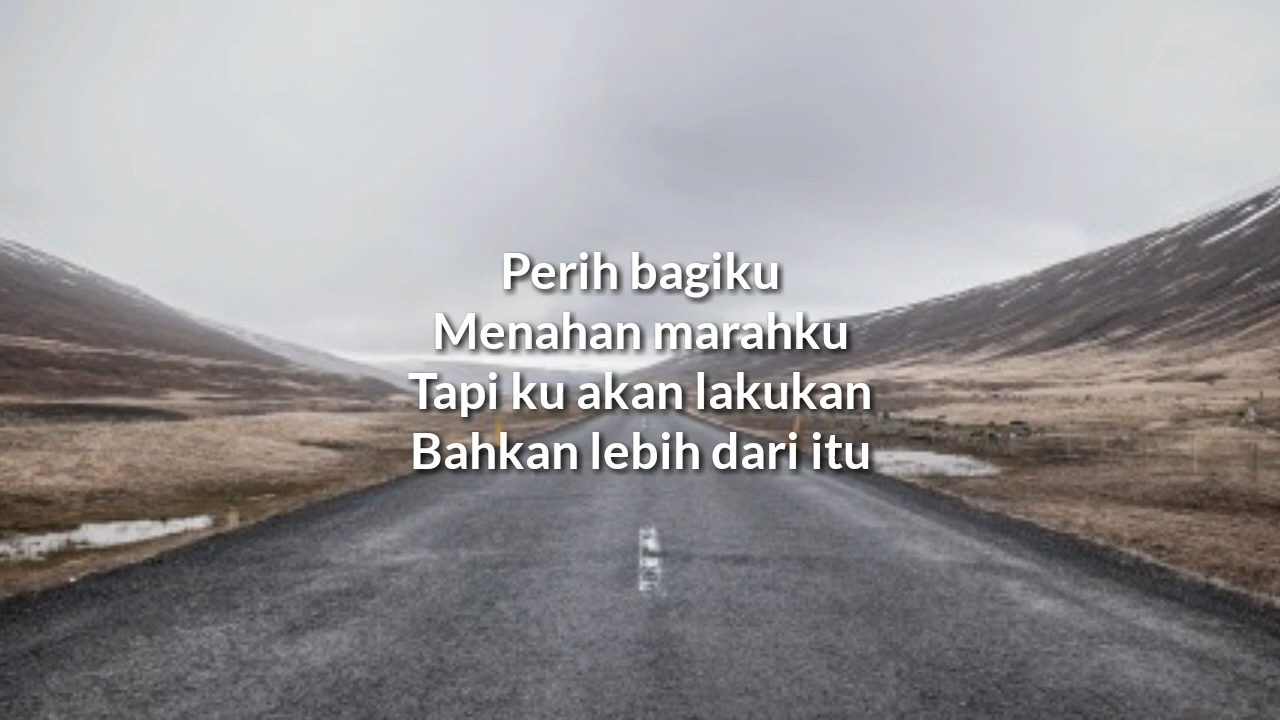 Perih bagiku
Menahan marahku
Tapi ku akan lakukan
Bahkan lebih dari itu